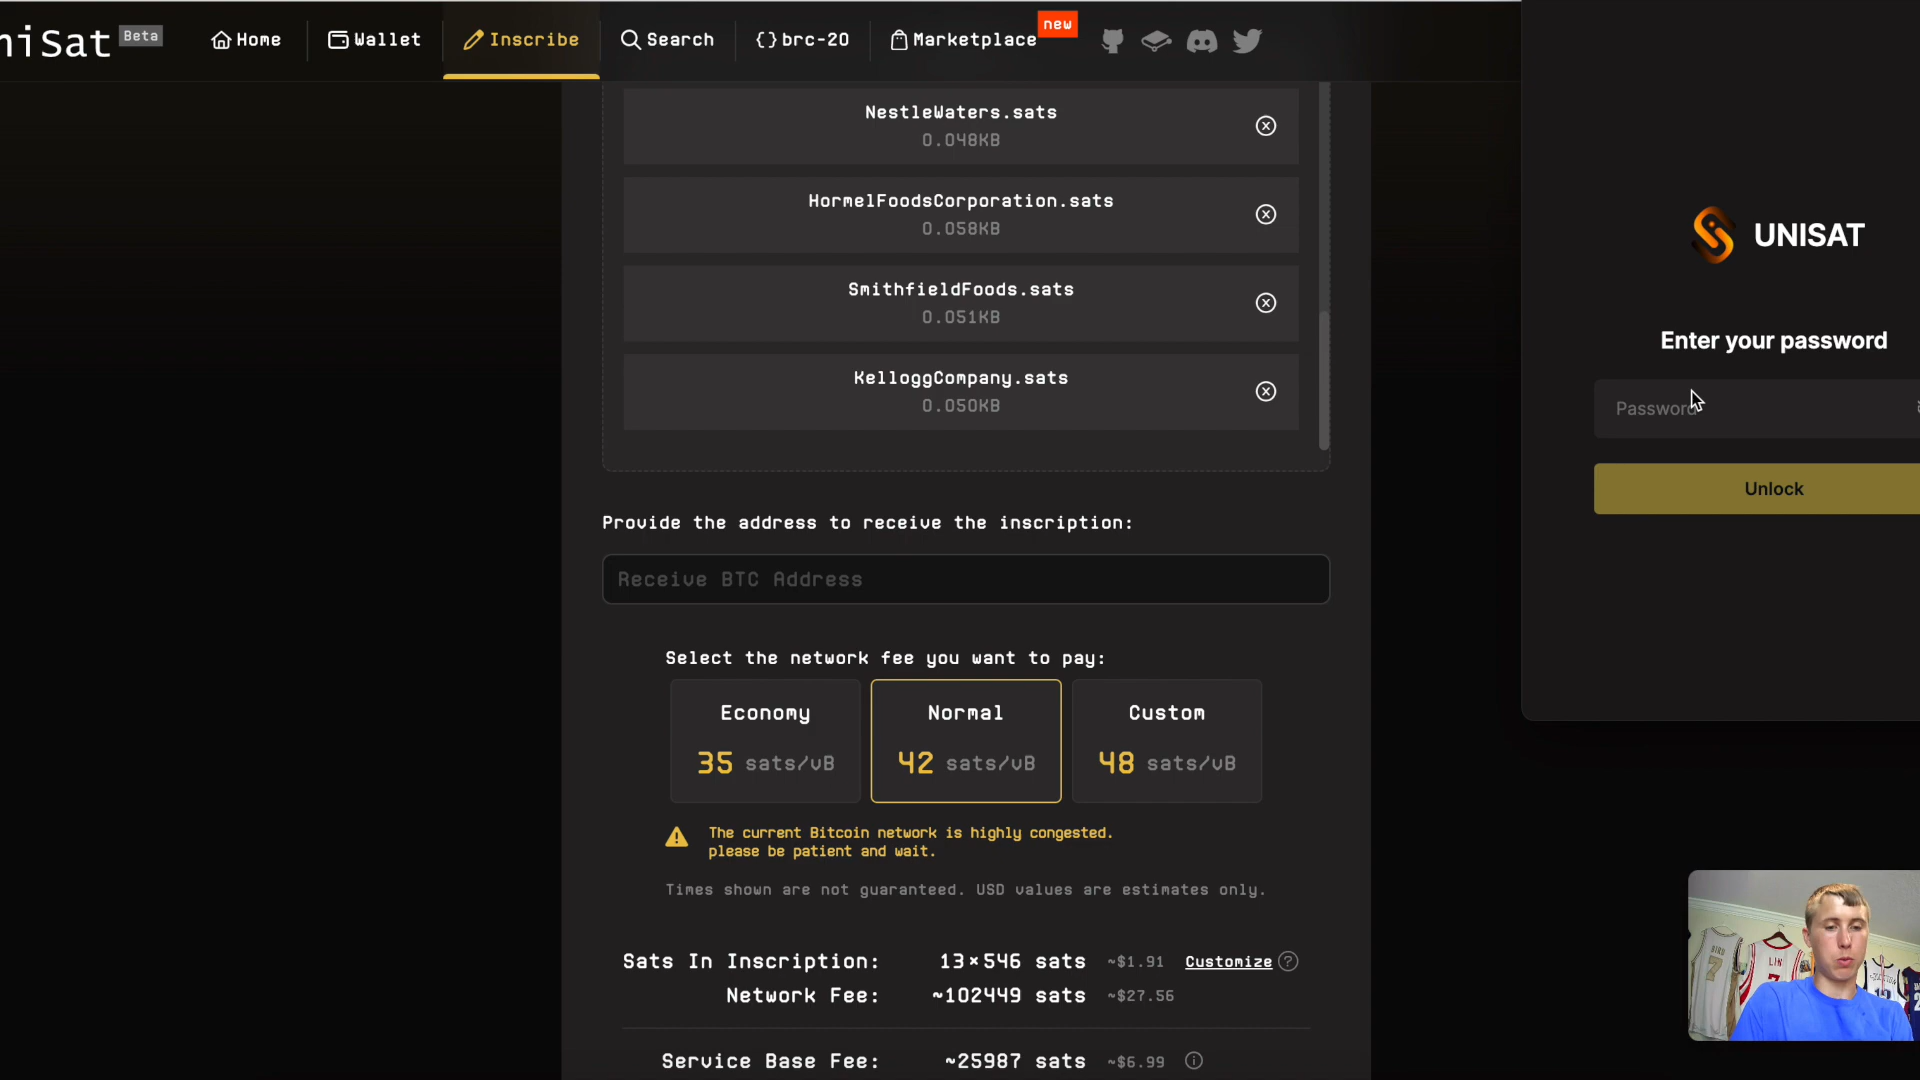 niSat Beta
Home
Wallet
Inscribe
Search
brc-20
Marketplace
new
NestleWaters.sats
0.048KB
HormelFoodsCorporation.sats
0.058KB
SmithfieldFoods.sats
0.051KB
KelloggCompany.sats
0.050KB
Provide the address to receive the inscription:
Receive BTC Address
Select the network fee you want to pay:
Economy
35 sats/vB
Normal
42 sats/vB
Custom
48 sats/vB
The current Bitcoin network is highly congested.
please be patient and wait.
Times shown are not guaranteed. USD values are estimates only.
Sats In Inscription: 13×546 sats ~$1.91 Customize
Network Fee: ~102449 sats ~$27.56
Service Base Fee: ~25987 sats ~$6.99
UNISAT
Enter your password
Password
Unlock
BIRD
7
LIN
7